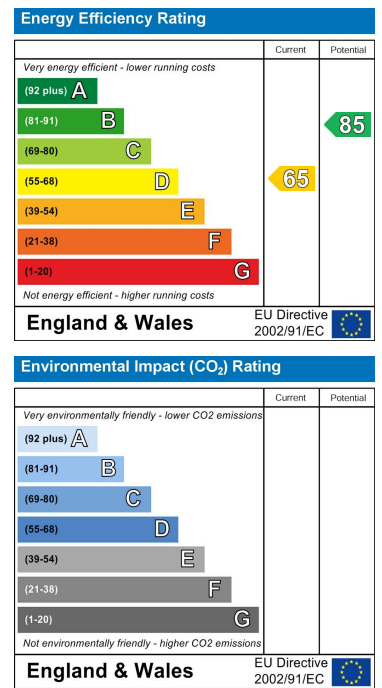 Energy Efficiency Rating
Current Potential
Very energy efficient - lower running costs
(92 plus) A
(81-91) B
85
(69-80) C
(55-68) D
65
(39-54) E
(21-38) F
(1-20) G
Not energy efficient - higher running costs
England & Wales
EU Directive
2002/91/EC
Environmental Impact (CO₂) Rating
Current Potential
Very environmentally friendly - lower CO2 emissions
(92 plus) A
(81-91) B
(69-80) C
(55-68) D
(39-54) E
(21-38) F
(1-20) G
Not environmentally friendly - higher CO2 emissions
England & Wales
EU Directive
2002/91/EC